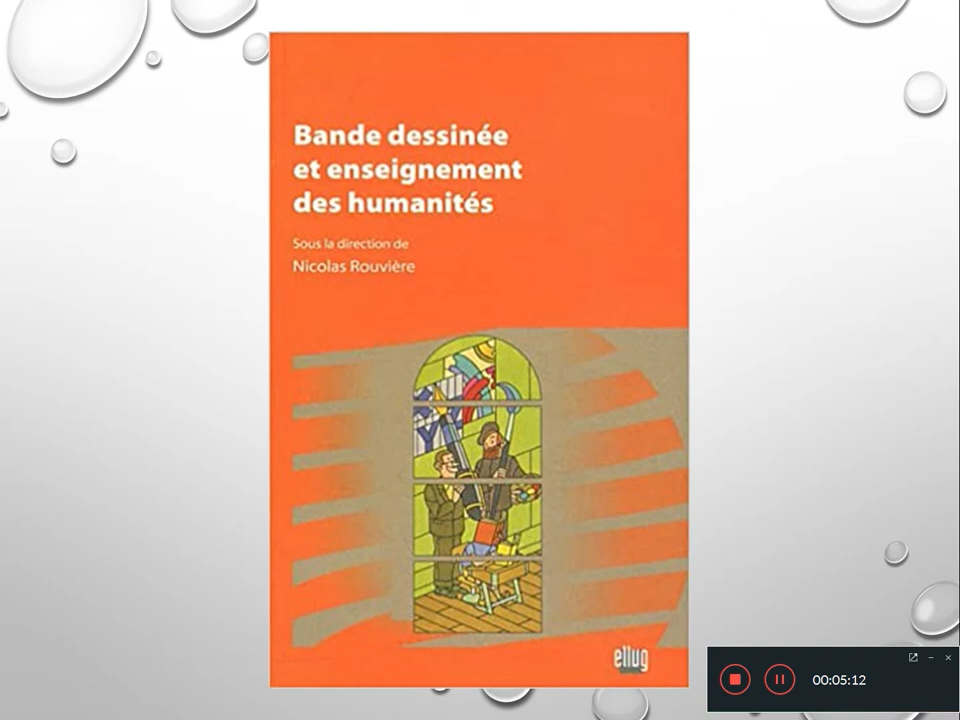 Bande dessinée
et enseignement
des humanités
Sous la direction de
Nicolas Rouvière
ellug
00:05:12